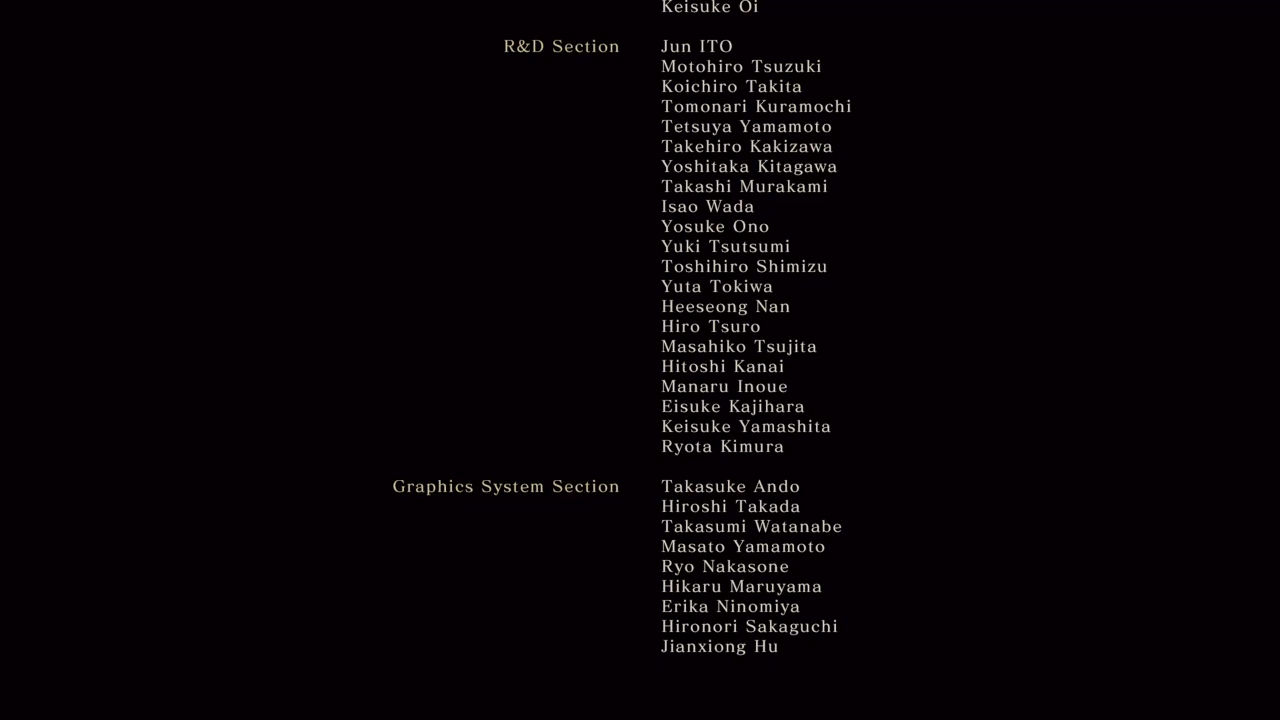 Keisuke Oi
R&D Section Jun ITO
Motohiro Tsuzuki
Koichiro Takita
Tomonari Kuramochi
Tetsuya Yamamoto
Takehiro Kakizawa
Yoshitaka Kitagawa
Takashi Murakami
Isao Wada
Yosuke Ono
Yuki Tsutsumi
Toshihiro Shimizu
Yuta Tokiwa
Heeseong Nan
Hiro Tsuro
Masahiko Tsujita
Hitoshi Kanai
Manaru Inoue
Eisuke Kajihara
Keisuke Yamashita
Ryota Kimura
Graphics System Section Takasuke Ando
Hiroshi Takada
Takasumi Watanabe
Masato Yamamoto
Ryo Nakasone
Hikaru Maruyama
Erika Ninomiya
Hironori Sakaguchi
Jianxiong Hu